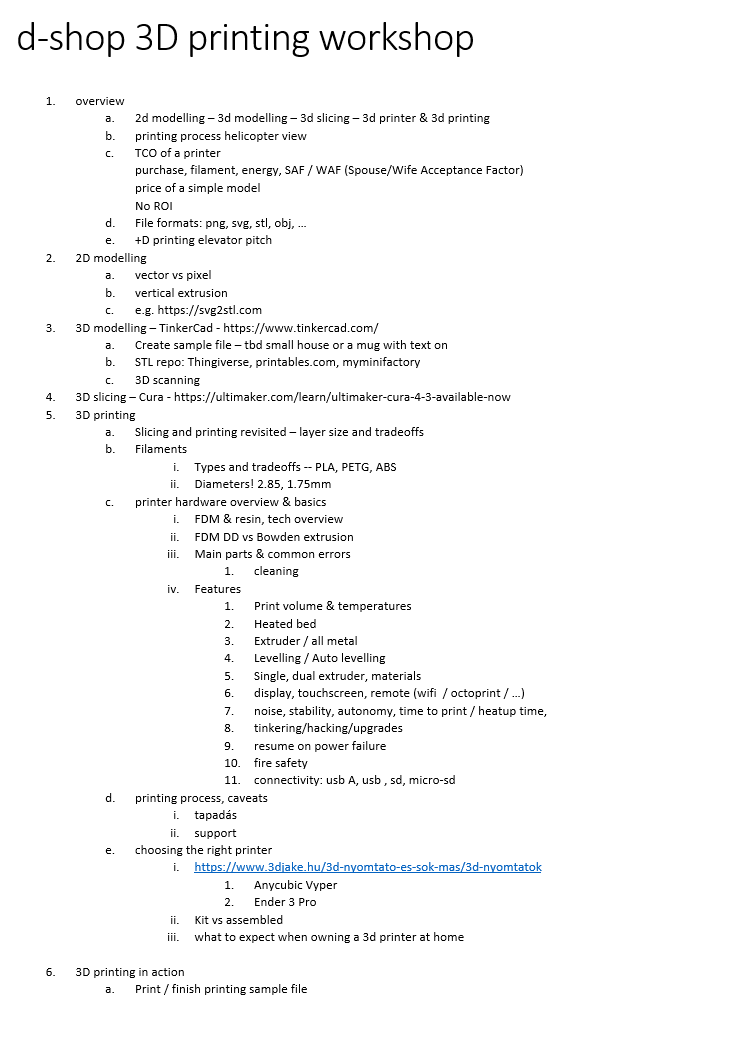 d-shop 3D printing workshop
1. overview
a. 2d modelling – 3d modelling – 3d slicing – 3d printer & 3d printing
b. printing process helicopter view
c. TCO of a printer
purchase, filament, energy, SAF / WAF (Spouse/Wife Acceptance Factor)
price of a simple model
No ROI
d. File formats: png, svg, stl, obj, …
e. +D printing elevator pitch
2. 2D modelling
a. vector vs pixel
b. vertical extrusion
c. e.g. https://svg2stl.com
3. 3D modelling – TinkerCad - https://www.tinkercad.com/
a. Create sample file – tbd small house or a mug with text on
b. STL repo: Thingiverse, printables.com, myminifactory
c. 3D scanning
4. 3D slicing – Cura - https://ultimaker.com/learn/ultimaker-cura-4-3-available-now
5. 3D printing
a. Slicing and printing revisited – layer size and tradeoffs
b. Filaments
i. Types and tradeoffs -- PLA, PETG, ABS
ii. Diameters! 2.85, 1.75mm
c. printer hardware overview & basics
i. FDM & resin, tech overview
ii. FDM DD vs Bowden extrusion
iii. Main parts & common errors
1. cleaning
iv. Features
1. Print volume & temperatures
2. Heated bed
3. Extruder / all metal
4. Levelling / Auto levelling
5. Single, dual extruder, materials
6. display, touchscreen, remote (wifi / octoprint / …)
7. noise, stability, autonomy, time to print / heatup time,
8. tinkering/hacking/upgrades
9. resume on power failure
10. fire safety
11. connectivity: usb A, usb , sd, micro-sd
d. printing process, caveats
i. tapadás
ii. support
e. choosing the right printer
i. https://www.3djake.hu/3d-nyomtato-es-sok-mas/3d-nyomtatok
1. Anycubic Vyper
2. Ender 3 Pro
ii. Kit vs assembled
iii. what to expect when owning a 3d printer at home
6. 3D printing in action
a. Print / finish printing sample file